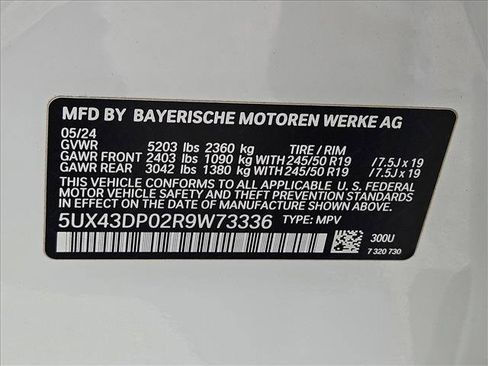 MFD BY BAYERISCHE MOTOREN WERKE AG
05/24
GVWR 5203 lbs 2360 kg TIRE / RIM
GAWR FRONT 2403 lbs 1090 kg WITH 245/50 R19 /7.5J x 19
GAWR REAR 3042 lbs 1380 kg WITH 245/50 R19 /7.5J x 19
THIS VEHICLE CONFORMS TO ALL APPLICABLE U.S. FEDERAL
MOTOR VEHICLE SAFETY AND THEFT PREVENTION STANDARDS
IN EFFECT ON THE DATE OF MANUFACTURE SHOWN ABOVE.
5UX43DP02R9W73336 TYPE: MPV
300U
7 320 730